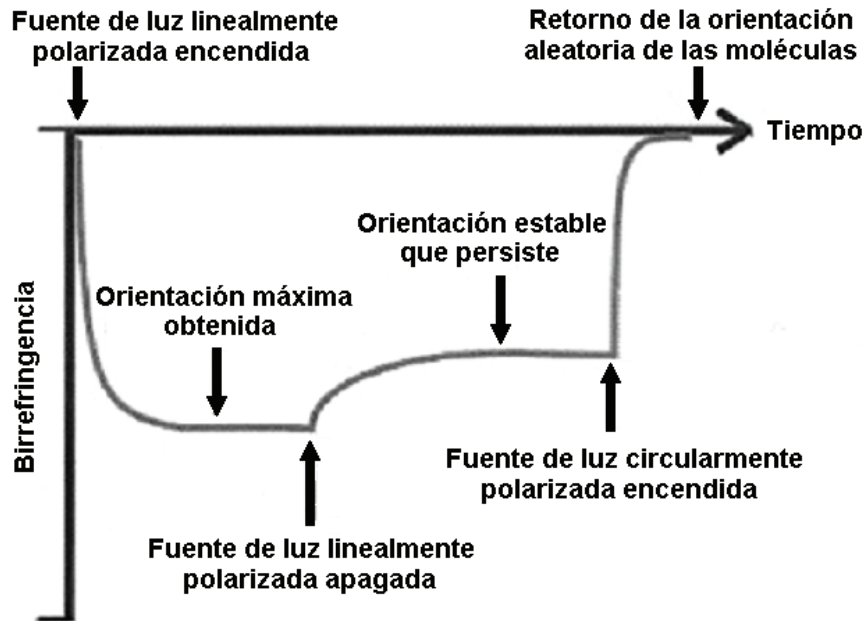 Fuente de luz linealmente
polarizada encendida
Retorno de la orientación
aleatoria de las moléculas
Tiempo
Orientación estable
que persiste
Orientación máxima
obtenida
Birrefringencia
Fuente de luz circularmente
polarizada encendida
Fuente de luz linealmente
polarizada apagada